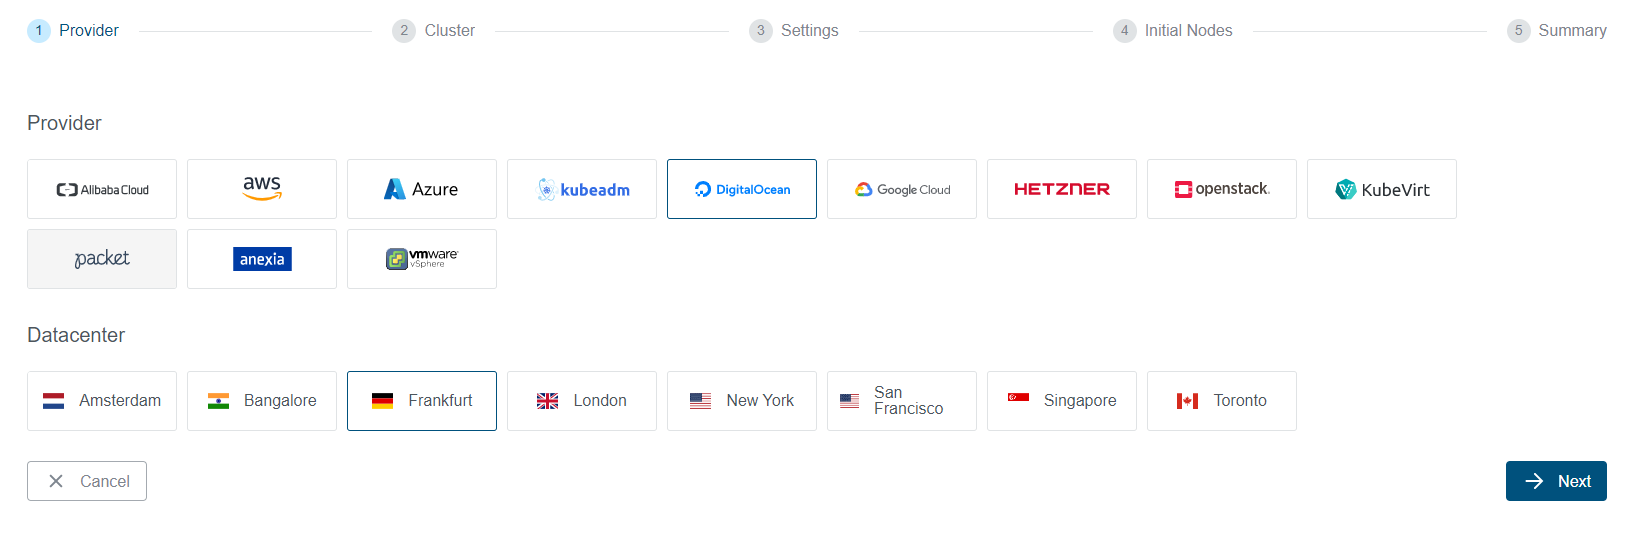 1 Provider 2 Cluster 3 Settings 4 Initial Nodes 5 Summary
Provider
Alibaba Cloud aws Azure kubeadm DigitalOcean Google Cloud HETZNER openstack. KubeVirt
packet anexia vmware® vSphere
Datacenter
Amsterdam Bangalore Frankfurt London New York San Francisco Singapore Toronto
Cancel Next